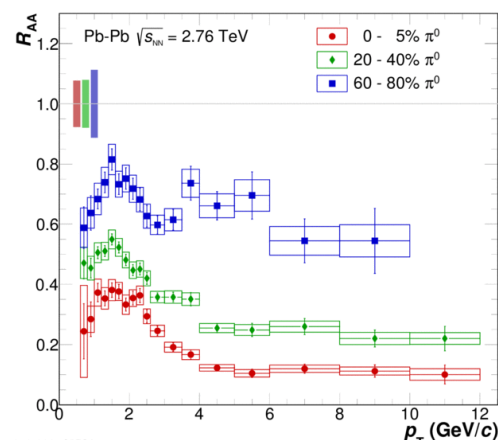 R_AA
Pb-Pb √s_NN = 2.76 TeV
0 - 5% π⁰
20 - 40% π⁰
60 - 80% π⁰
1.2
1.0
0.8
0.6
0.4
0.2
0.0
0 2 4 6 8 10 12
p_T (GeV/c)